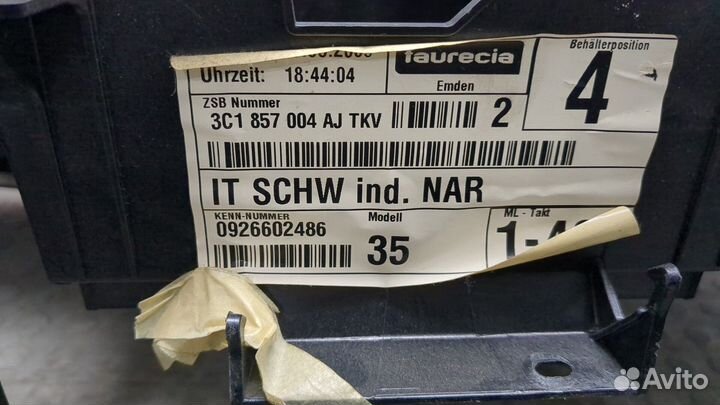 faurecia
Uhrzeit: 18:44:04
Emden
Behälterposition
4
ZSB Nummer
3C1 857 004 AJ TKV
2
IT SCHW ind. NAR
KENN-NUMMER
0926602486
Modell
35
ML - Takt
Avito